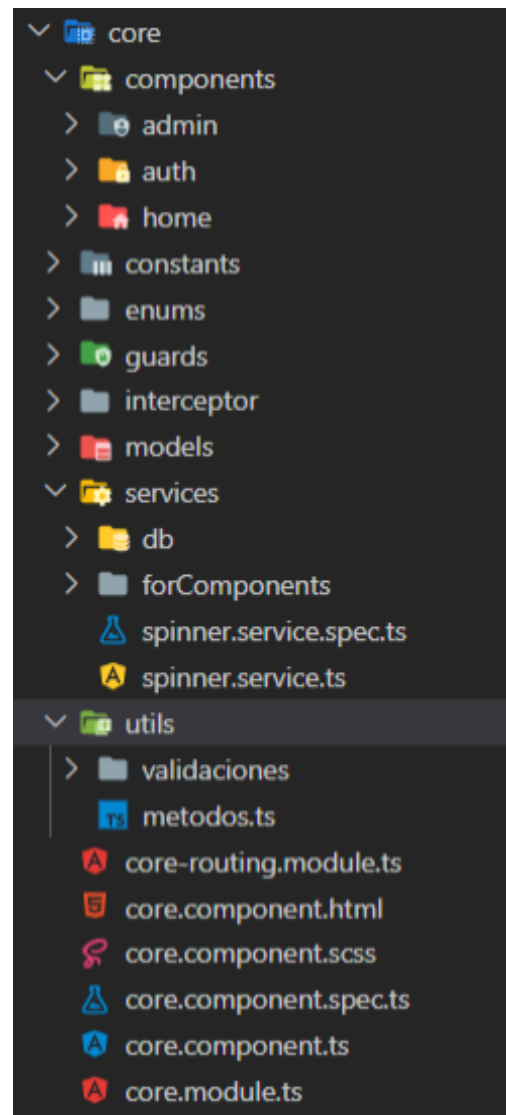 core
components
admin
auth
home
constants
enums
guards
interceptor
models
services
db
forComponents
spinner.service.spec.ts
spinner.service.ts
utils
validaciones
TS metodos.ts
core-routing.module.ts
core.component.html
core.component.scss
core.component.spec.ts
core.component.ts
core.module.ts